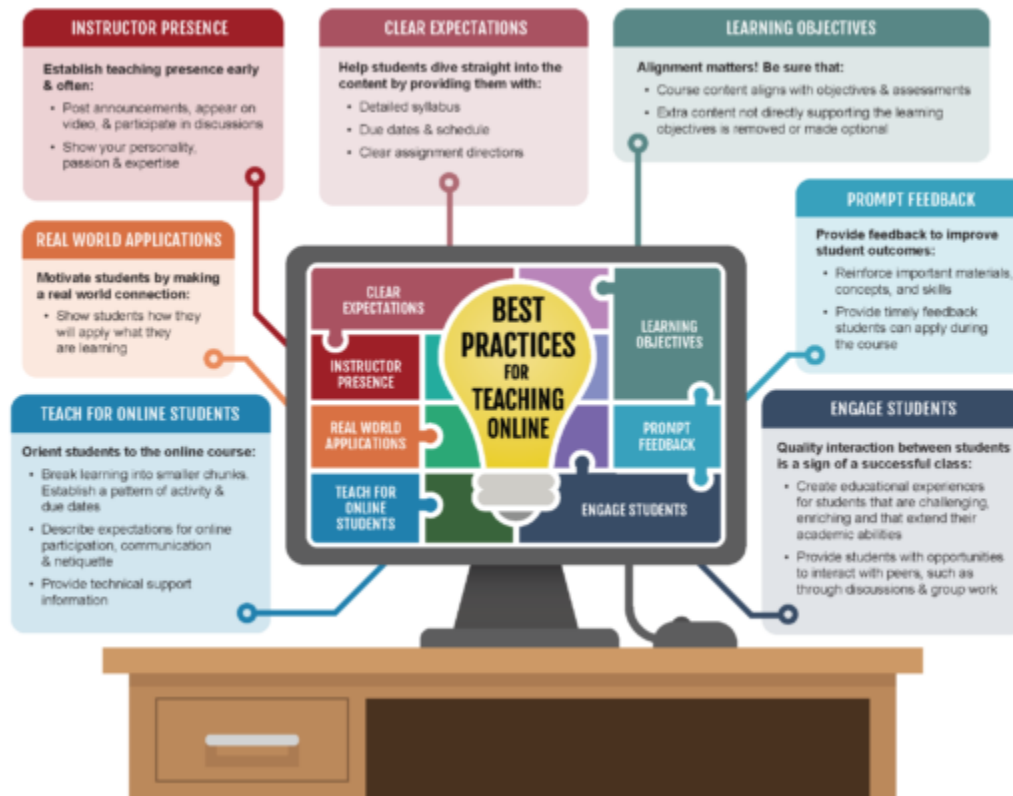 INSTRUCTOR PRESENCE
Establish teaching presence early
& often:
• Post announcements, appear on
video, & participate in discussions
• Show your personality,
passion & expertise
CLEAR EXPECTATIONS
Help students dive straight into the
content by providing them with:
• Detailed syllabus
• Due dates & schedule
• Clear assignment directions
LEARNING OBJECTIVES
Alignment matters! Be sure that:
• Course content aligns with objectives & assessments
• Extra content not directly supporting the learning
objectives is removed or made optional
REAL WORLD APPLICATIONS
Motivate students by making
a real world connection:
• Show students how they
will apply what they
are learning
PROMPT FEEDBACK
Provide feedback to improve
student outcomes:
• Reinforce important materials,
concepts, and skills
• Provide timely feedback
students can apply during
the course
TEACH FOR ONLINE STUDENTS
Orient students to the online course:
• Break learning into smaller chunks.
Establish a pattern of activity &
due dates
• Describe expectations for online
participation, communication
& netiquette
• Provide technical support
information
ENGAGE STUDENTS
Quality interaction between students
is a sign of a successful class:
• Create educational experiences
for students that are challenging,
enriching and that extend their
academic abilities
• Provide students with opportunities
to interact with peers, such as
through discussions & group work
CLEAR
EXPECTATIONS
INSTRUCTOR
PRESENCE
REAL WORLD
APPLICATIONS
TEACH FOR
ONLINE
STUDENTS
BEST
PRACTICES
FOR
TEACHING
ONLINE
LEARNING
OBJECTIVES
PROMPT
FEEDBACK
ENGAGE STUDENTS